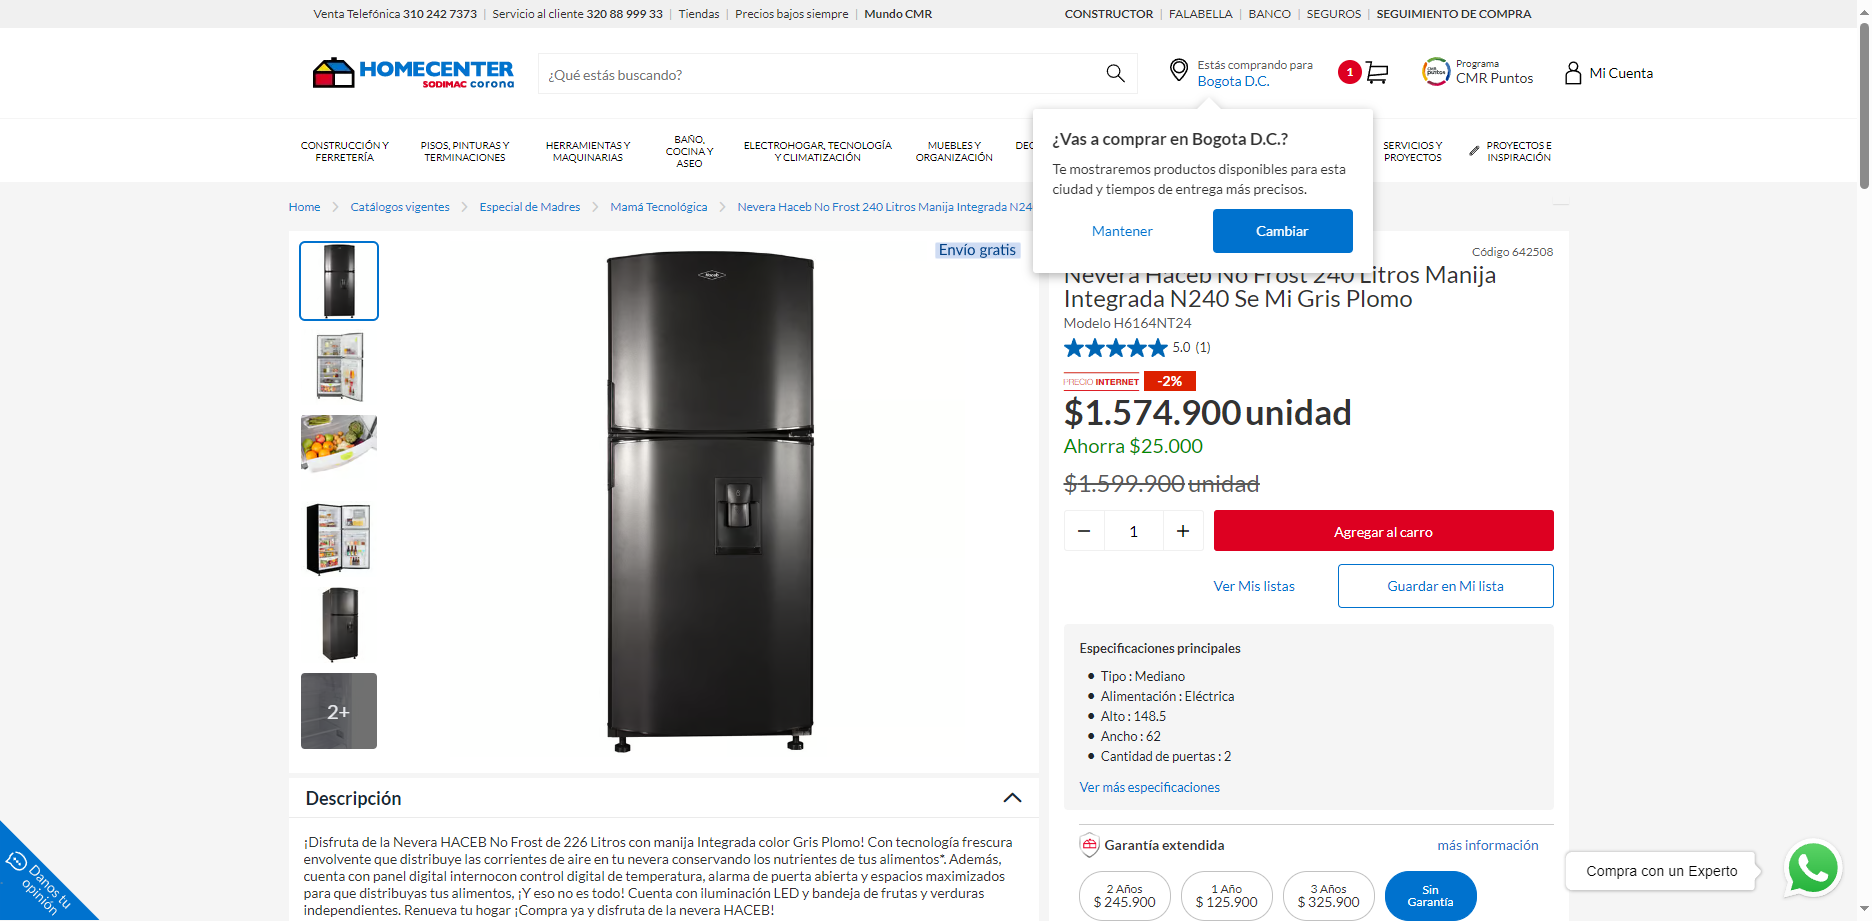 Venta Telefónica 310 242 7373 | Servicio al cliente 320 88 999 33 | Tiendas | Precios bajos siempre | Mundo CMR
CONSTRUCTOR | FALABELLA | BANCO | SEGUROS | SEGUIMIENTO DE COMPRA
HOMECENTER
SODIMAC corona
¿Qué estás buscando?
Estás comprando para
Bogota D.C.
1
Programa
CMR Puntos
Mi Cuenta
CONSTRUCCIÓN Y
FERRETERÍA
PISOS, PINTURAS Y
TERMINACIONES
HERRAMIENTAS Y
MAQUINARIAS
BAÑO,
COCINA Y
ASEO
ELECTROHOGAR, TECNOLOGÍA
Y CLIMATIZACIÓN
MUEBLES Y
ORGANIZACIÓN
SERVICIOS Y
PROYECTOS
PROYECTOS E
INSPIRACIÓN
¿Vas a comprar en Bogota D.C.?
Te mostraremos productos disponibles para esta
ciudad y tiempos de entrega más precisos.
Mantener
Cambiar
Home > Catálogos vigentes > Especial de Madres > Mamá Tecnológica > Nevera Haceb No Frost 240 Litros Manija Integrada N24
Envío gratis
Haceb
2+
Código 642508
Nevera Haceb No Frost 240 Litros Manija
Integrada N240 Se Mi Gris Plomo
Modelo H6164NT24
5.0 (1)
PRECIO INTERNET -2%
$1.574.900 unidad
Ahorra $25.000
$1.599.900 unidad
− 1 +
Agregar al carro
Ver Mis listas
Guardar en Mi lista
Especificaciones principales
• Tipo : Mediano
• Alimentación : Eléctrica
• Alto : 148.5
• Ancho : 62
• Cantidad de puertas : 2
Ver más especificaciones
Garantía extendida
más información
2 Años
$ 245.900
1 Año
$ 125.900
3 Años
$ 325.900
Sin
Garantía
Descripción
¡Disfruta de la Nevera HACEB No Frost de 226 Litros con manija Integrada color Gris Plomo! Con tecnología frescura
envolvente que distribuye las corrientes de aire en tu nevera conservando los nutrientes de tus alimentos*. Además,
cuenta con panel digital internocon control digital de temperatura, alarma de puerta abierta y espacios maximizados
para que distribuyas tus alimentos, ¡Y eso no es todo! Cuenta con iluminación LED y bandeja de frutas y verduras
independientes. Renueva tu hogar ¡Compra ya y disfruta de la nevera HACEB!
Danos tu
opinión
Compra con un Experto